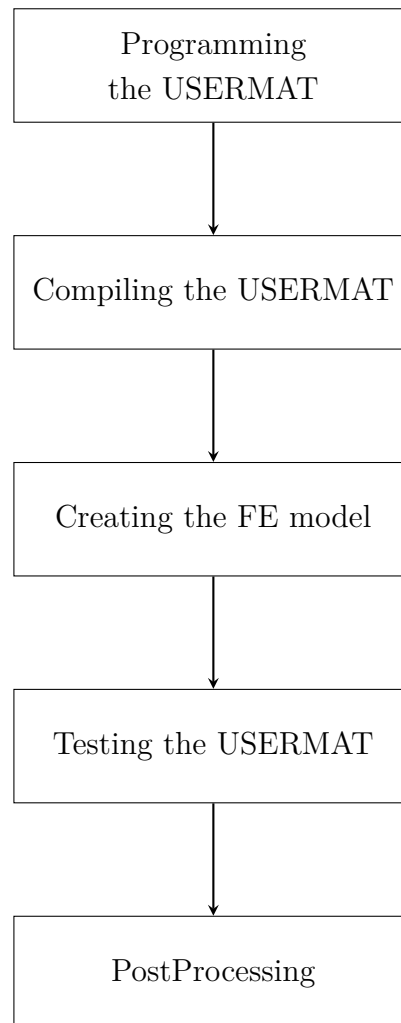 Programming
the USERMAT
Compiling the USERMAT
Creating the FE model
Testing the USERMAT
PostProcessing